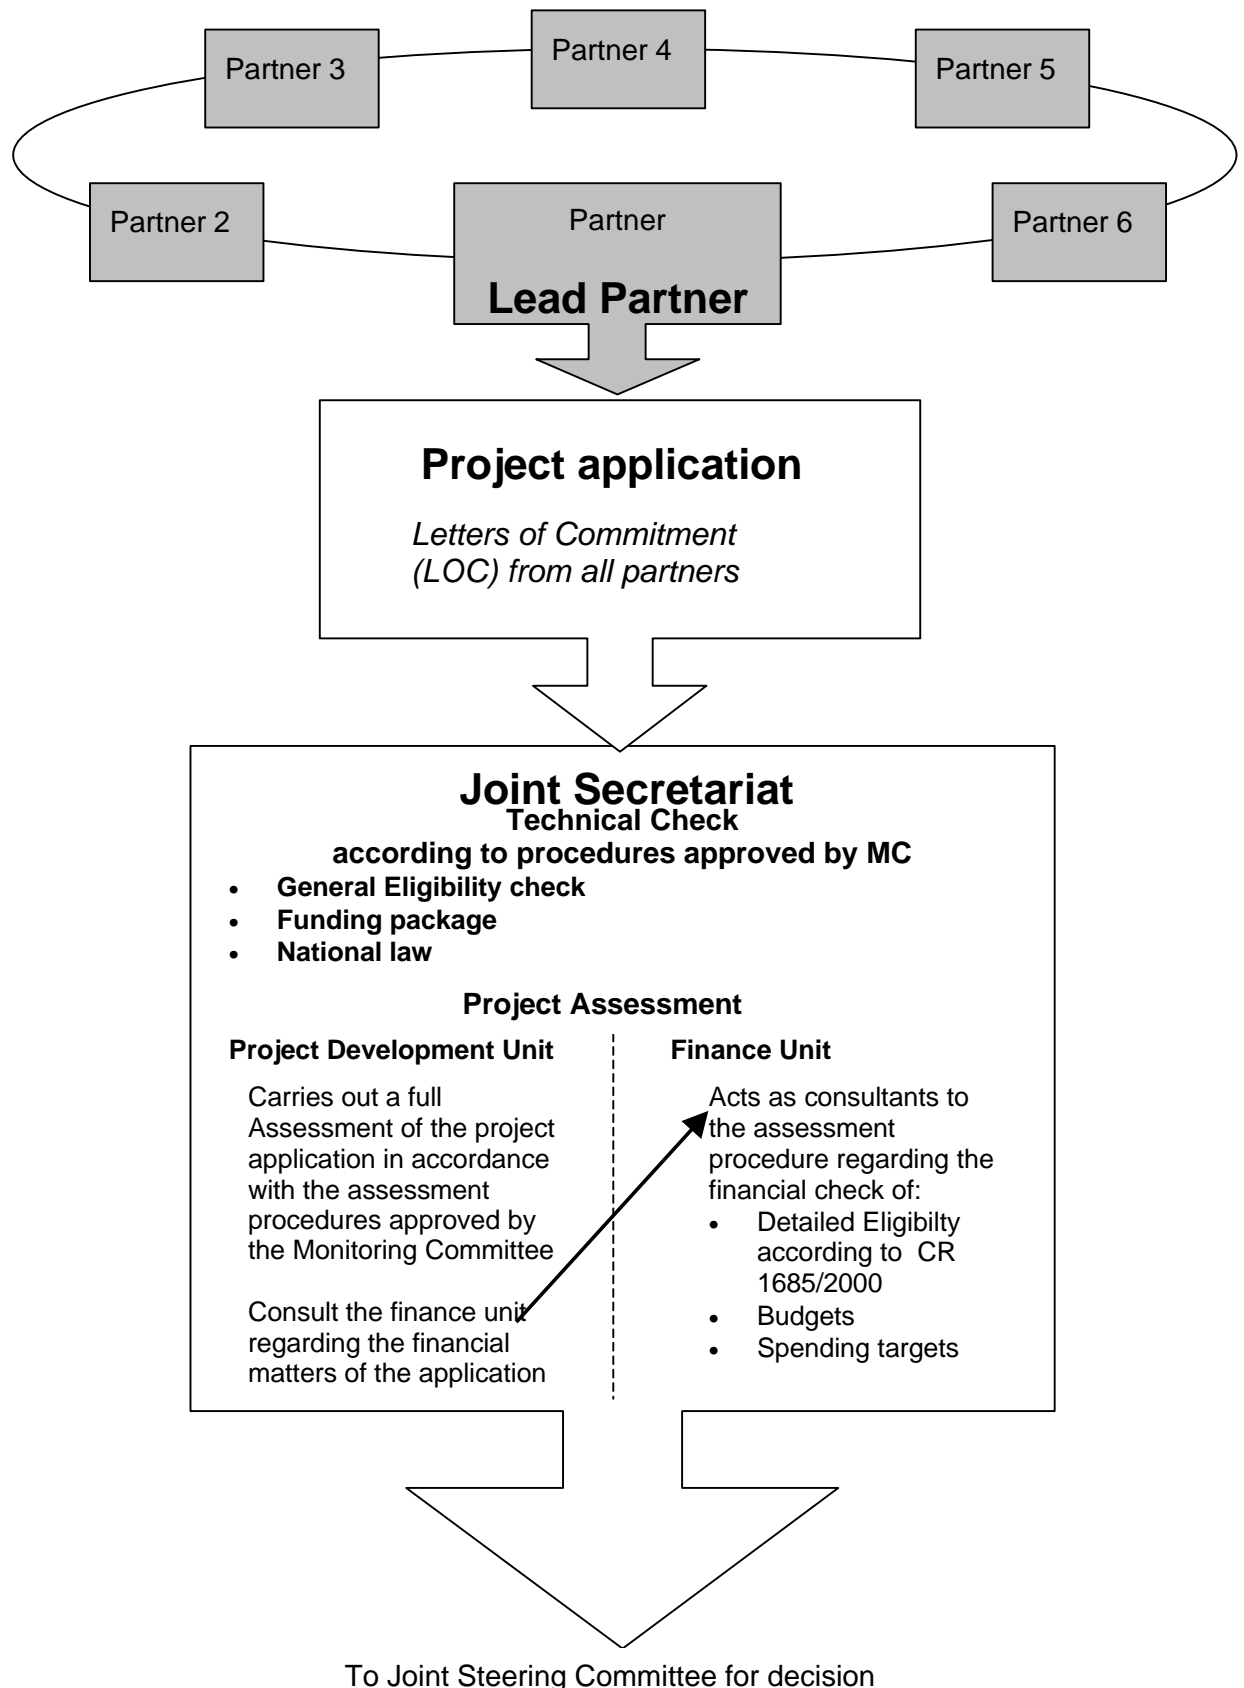 Partner 4
Partner 3
Partner 5
Partner 2
Partner
Partner 6
Lead Partner
Project application
Letters of Commitment
(LOC) from all partners
Joint Secretariat
Technical Check
according to procedures approved by MC
• General Eligibility check
• Funding package
• National law
Project Assessment
Project Development Unit
Carries out a full
Assessment of the project
application in accordance
with the assessment
procedures approved by
the Monitoring Committee
Consult the finance unit
regarding the financial
matters of the application
Finance Unit
Acts as consultants to
the assessment
procedure regarding the
financial check of:
• Detailed Eligibilty
according to CR
1685/2000
• Budgets
• Spending targets
To Joint Steering Committee for decision